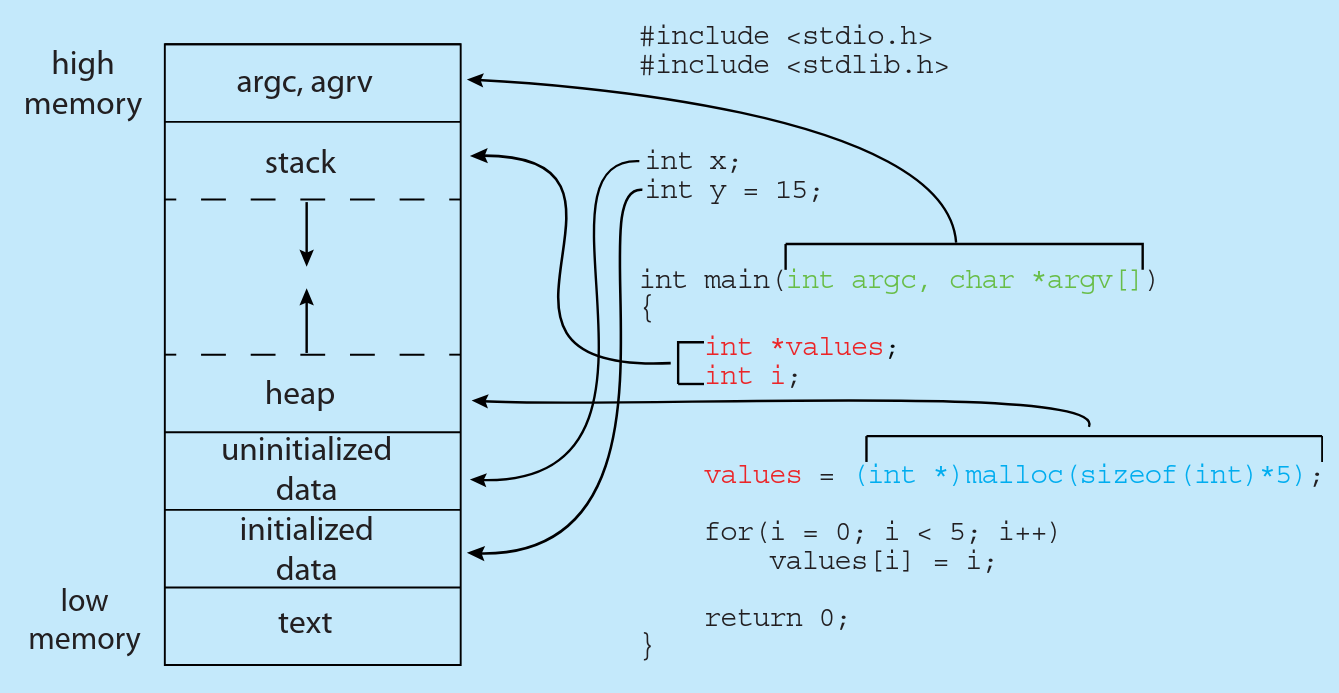 high
memory
argc, agrv
stack
heap
uninitialized
data
initialized
data
text
low
memory
#include <stdio.h>
#include <stdlib.h>
int x;
int y = 15;
int main(int argc, char *argv[])
{
int *values;
int i;
values = (int *)malloc(sizeof(int)*5);
for(i = 0; i < 5; i++)
values[i] = i;
return 0;
}